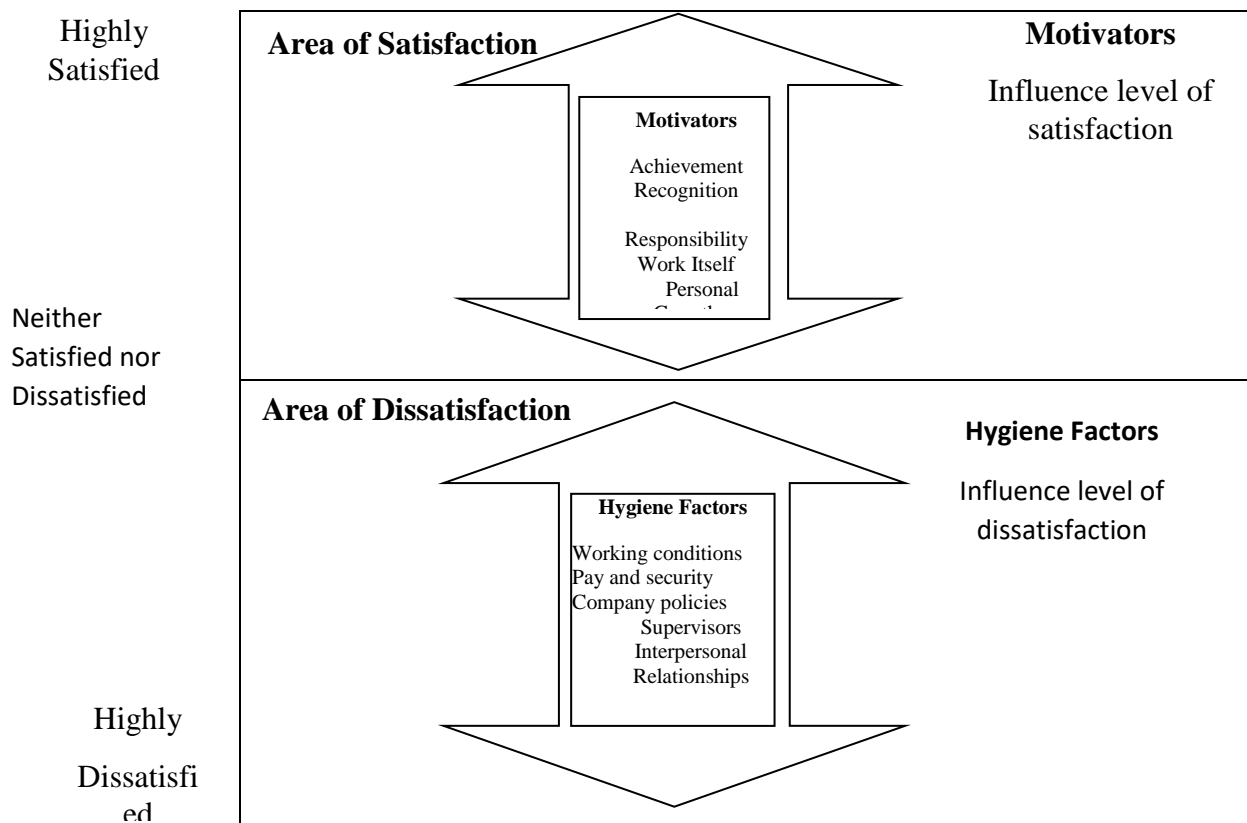 Highly
Satisfied
Area of Satisfaction
Motivators
Influence level of
satisfaction
Motivators
Achievement
Recognition
Responsibility
Work Itself
Personal
Neither
Satisfied nor
Dissatisfied
Area of Dissatisfaction
Hygiene Factors
Influence level of
dissatisfaction
Hygiene Factors
Working conditions
Pay and security
Company policies
Supervisors
Interpersonal
Relationships
Highly
Dissatisfi
ed